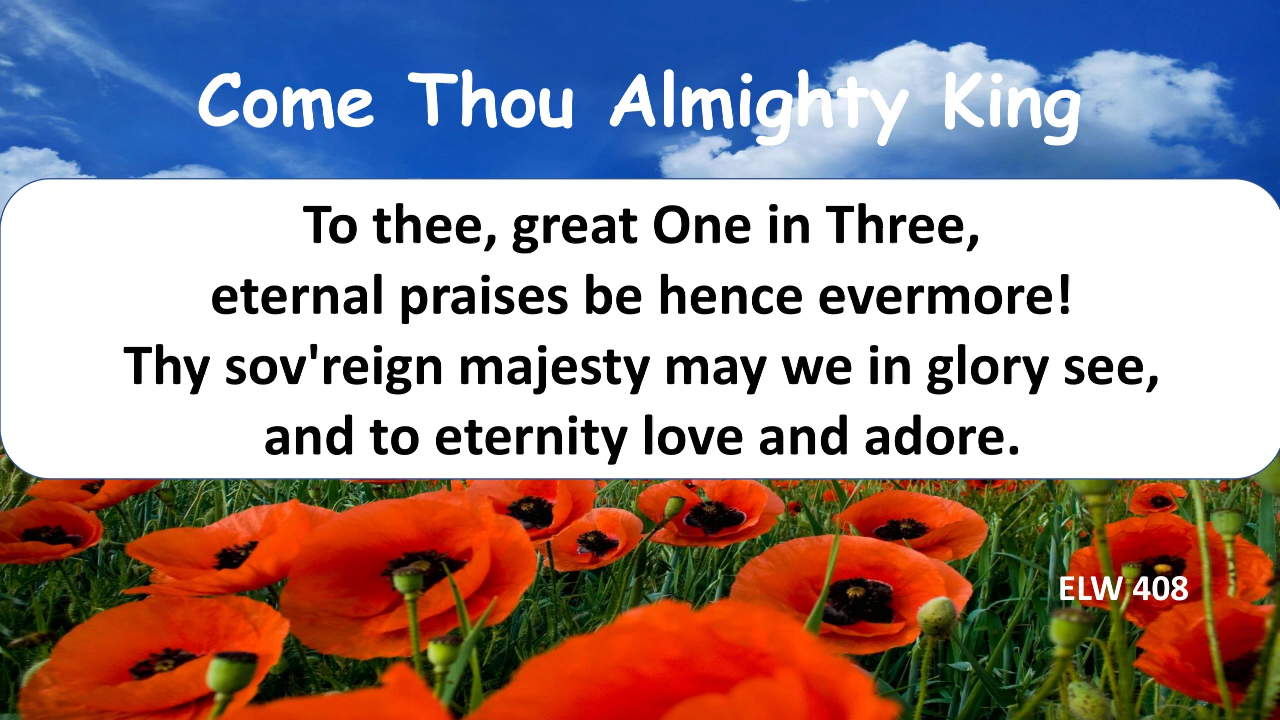 Come Thou Almighty King
To thee, great One in Three,
eternal praises be hence evermore!
Thy sov'reign majesty may we in glory see,
and to eternity love and adore.
ELW 408